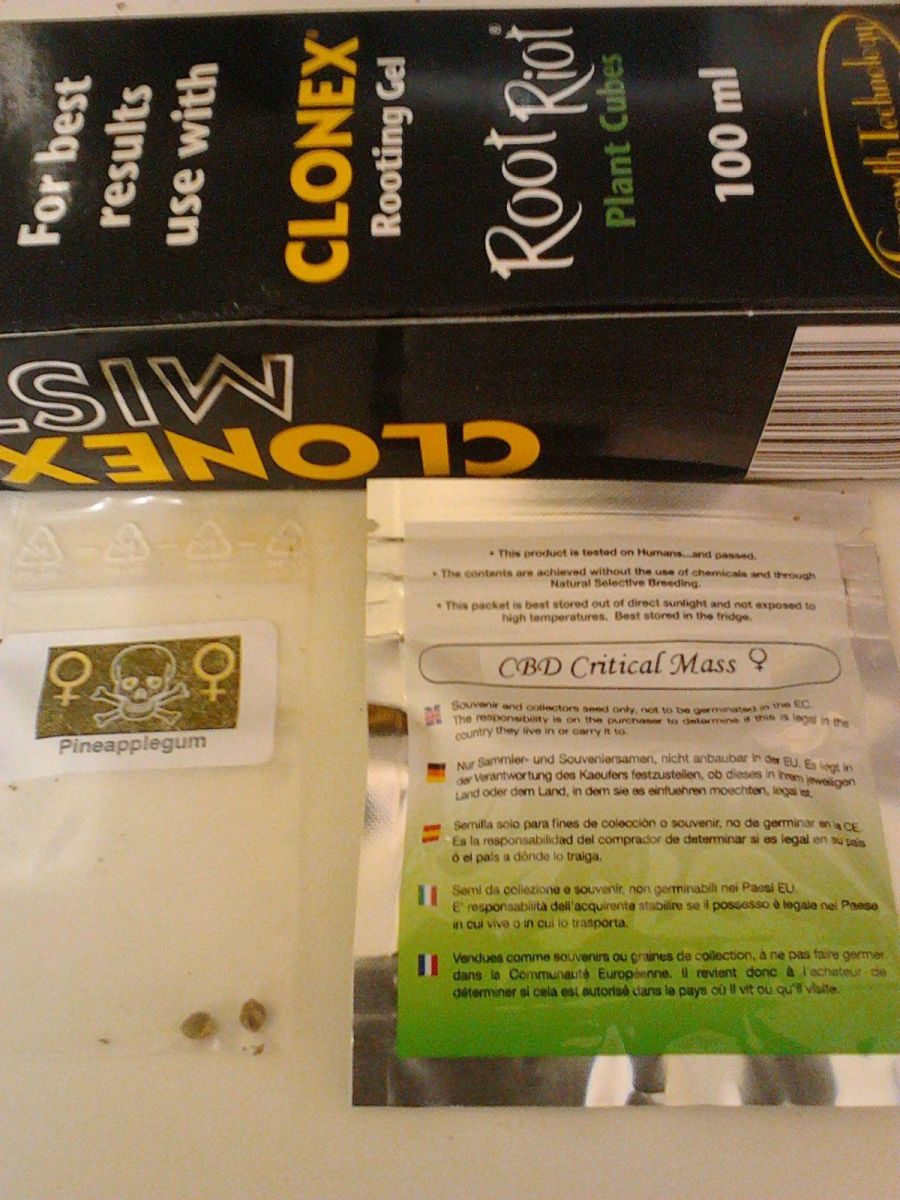 For best
results
use with
CLONEX®
Rooting Gel
Root Riot®
Plant Cubes
100 ml
Growth Technology
CLONEX
MIST
Pineapplegum
• This product is tested on Humans...and passed.
• The contents are achieved without the use of chemicals and through
Natural Selective Breeding.
• This packet is best stored out of direct sunlight and not exposed to
high temperatures. Best stored in the fridge.
CBD Critical Mass ♀
Souvenir and collectors seed only, not to be germinated in the EC.
The responsibility is on the purchaser to determine if this is legal in the
country they live in or carry it to.
Nur Sammler- und Souveniersamen, nicht anbaubar in der EU. Es liegt in
der Verantwortung des Kaeufers festzustellen, ob dieses in ihrem jeweiligen
Land oder dem Land, in dem sie es einfuehren moechten, legal ist.
Semilla solo para fines de colección o souvenir, no de germinar en la CE.
Es la responsabilidad del comprador de determinar si es legal en su pais
ó el pais a dónde lo traiga.
Semi da collezione e souvenir, non germinabili nei Paesi EU.
E' responsabilità dell'acquirente stabilire se il possesso è legale nel Paese
in cui vive o in cui lo trasporta.
Vendues comme souvenirs ou graines de collection, à ne pas faire germer
dans la Communauté Européenne. Il revient donc à l'acheteur de
déterminer si cela est autorisé dans le pays où il vit ou qu'il visite.